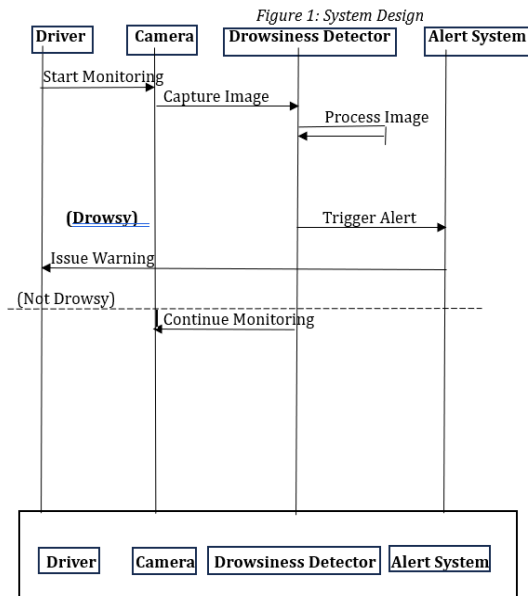 Figure 1: System Design
Driver
Camera
Drowsiness Detector
Alert System
Start Monitoring
Capture Image
Process Image
(Drowsy)
Trigger Alert
Issue Warning
(Not Drowsy)
Continue Monitoring
Driver
Camera
Drowsiness Detector
Alert System